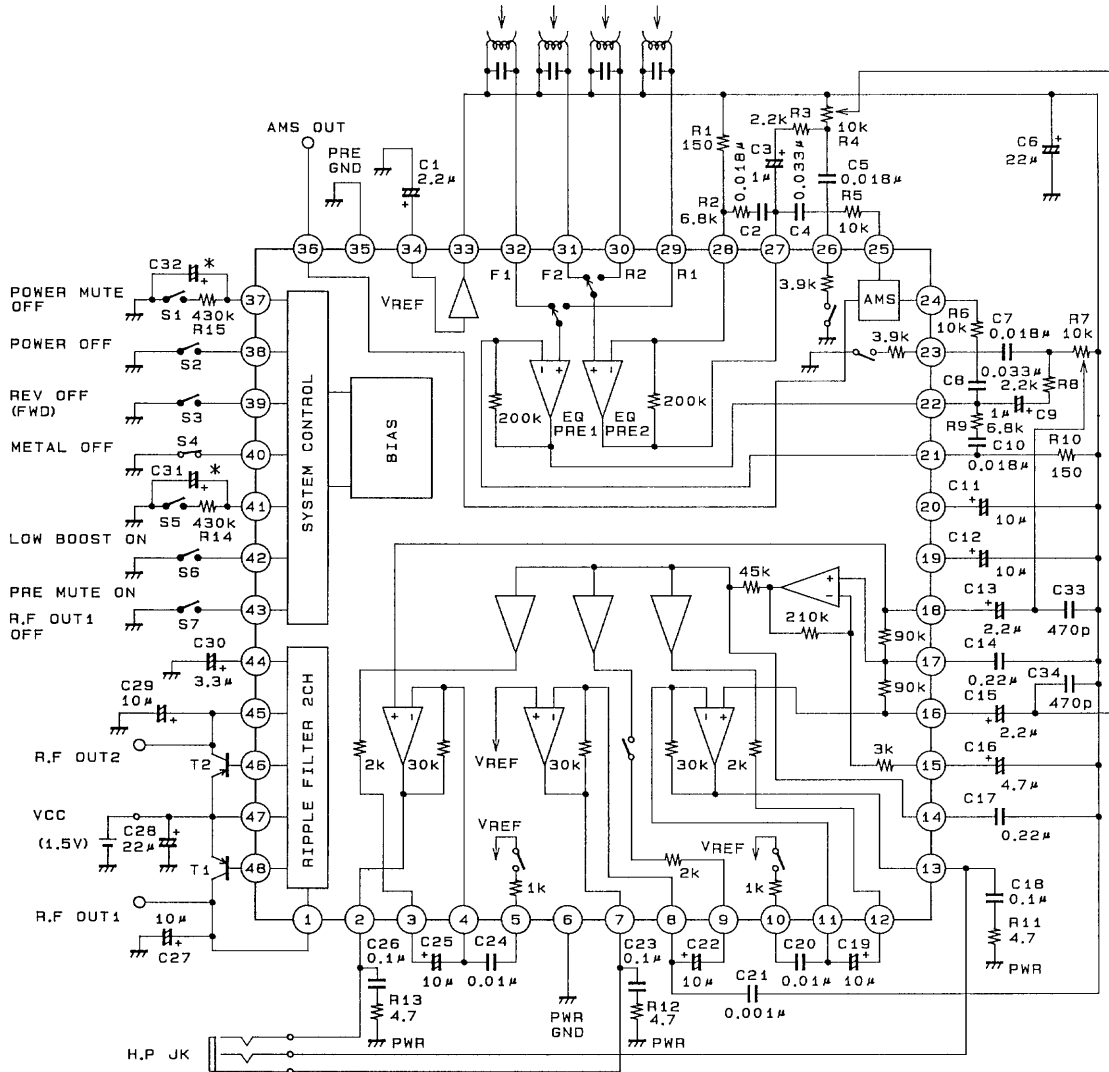 AMS OUT
PRE
GND
C1
2.2μ
R1
150
0.018μ
2.2k
R3
C3
1μ
0.033μ
10k
R4
C5
0.018μ
C6
22μ
R2
6.8k
C2
C4
R5
10k
36
35
34
33
32
31
30
29
28
27
26
25
F1
F2
R2
R1
VREF
3.9k
AMS
24
C32
*
+
POWER MUTE
OFF
S1
430k
R15
37
R6
10k
C7
0.018μ
R7
10k
POWER OFF
S2
38
3.9k
23
0.033μ
C8
2.2k
R8
REV OFF
(FWD)
S3
39
200k
- +
EQ
PRE1
+ -
EQ
PRE2
200k
22
1μ
C9
R9
6.8k
METAL OFF
S4
40
SYSTEM CONTROL
BIAS
21
C10
0.018μ
R10
150
C31
*
+
S5
430k
R14
41
20
C11
10μ
LOW BOOST ON
S6
42
19
C12
10μ
PRE MUTE ON
R.F OUT1
OFF
S7
43
45k
+
-
210k
18
C13
2.2μ
C33
470p
90k
C30
3.3μ
44
17
C14
0.22μ
C34
470p
90k
C29
10μ
45
16
C15
2.2μ
R.F OUT2
T2
46
RIPPLE FILTER 2CH
2k
+ -
30k
VREF
+ -
30k
30k
- +
2k
3k
15
C16
4.7μ
VCC
(1.5V)
C28
22μ
47
14
C17
0.22μ
T1
48
VREF
1k
2k
VREF
1k
13
R.F OUT1
10μ
C27
1
2
3
4
5
6
7
8
9
10
11
12
C18
0.1μ
R11
4.7
PWR
C26
0.1μ
C25
10μ
C24
0.01μ
C23
0.1μ
C22
10μ
C20
0.01μ
C19
10μ
C21
0.001μ
R13
4.7
PWR
PWR
GND
R12
4.7
PWR
H.P JK